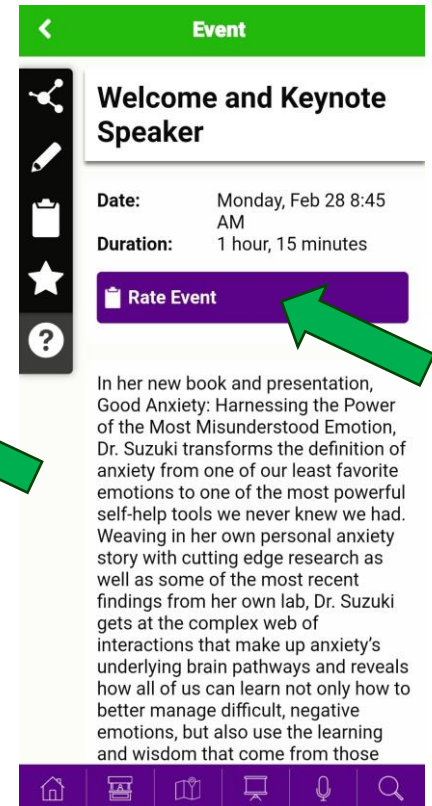 Event
Welcome and Keynote
Speaker
Date: Monday, Feb 28 8:45
AM
Duration: 1 hour, 15 minutes
Rate Event
?
In her new book and presentation,
Good Anxiety: Harnessing the Power
of the Most Misunderstood Emotion,
Dr. Suzuki transforms the definition of
anxiety from one of our least favorite
emotions to one of the most powerful
self-help tools we never knew we had.
Weaving in her own personal anxiety
story with cutting edge research as
well as some of the most recent
findings from her own lab, Dr. Suzuki
gets at the complex web of
interactions that make up anxiety’s
underlying brain pathways and reveals
how all of us can learn not only how to
better manage difficult, negative
emotions, but also use the learning
and wisdom that come from those